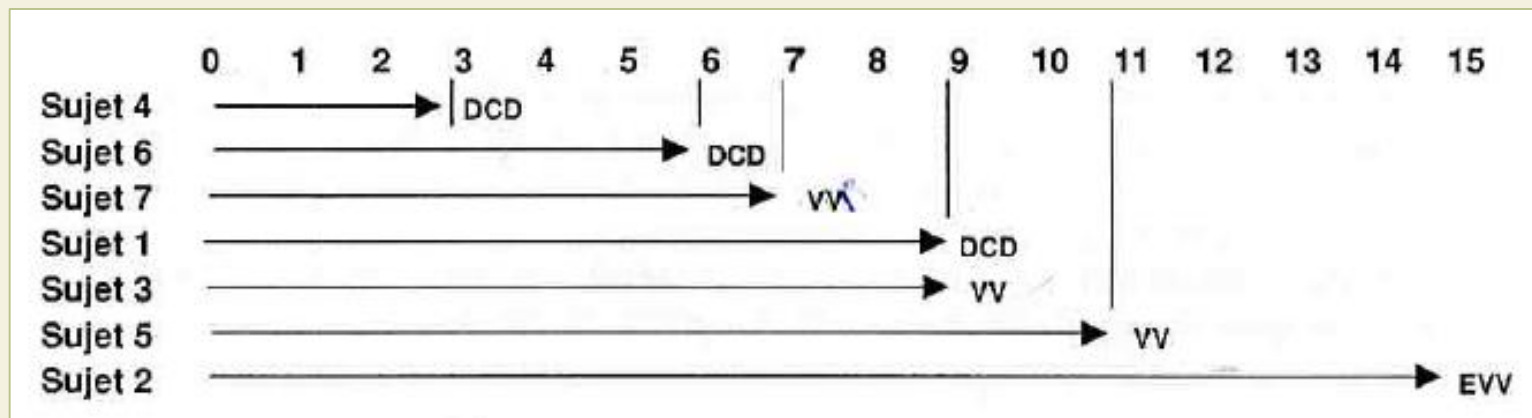 0 1 2 3 4 5 6 7 8 9 10 11 12 13 14 15
Sujet 4 DCD
Sujet 6 DCD
Sujet 7 VV
Sujet 1 DCD
Sujet 3 VV
Sujet 5 VV
Sujet 2 EVV